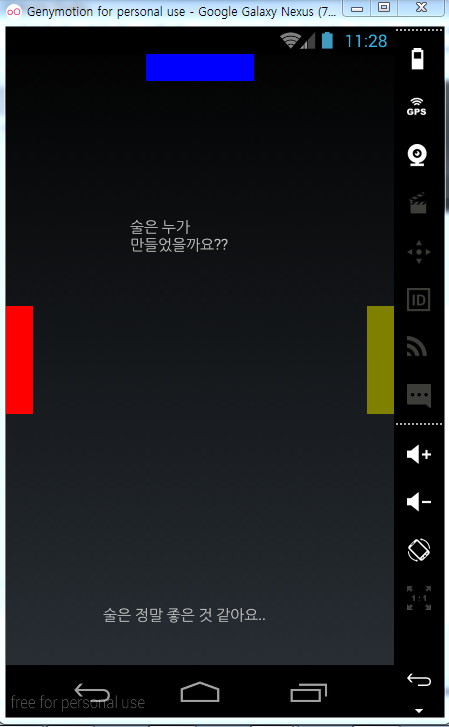 Genymotion for personal use - Google Galaxy Nexus (7...
11:28
GPS
술은 누가
만들었을까요??
ID
1:1
술은 정말 좋은 것 같아요..
free for personal use